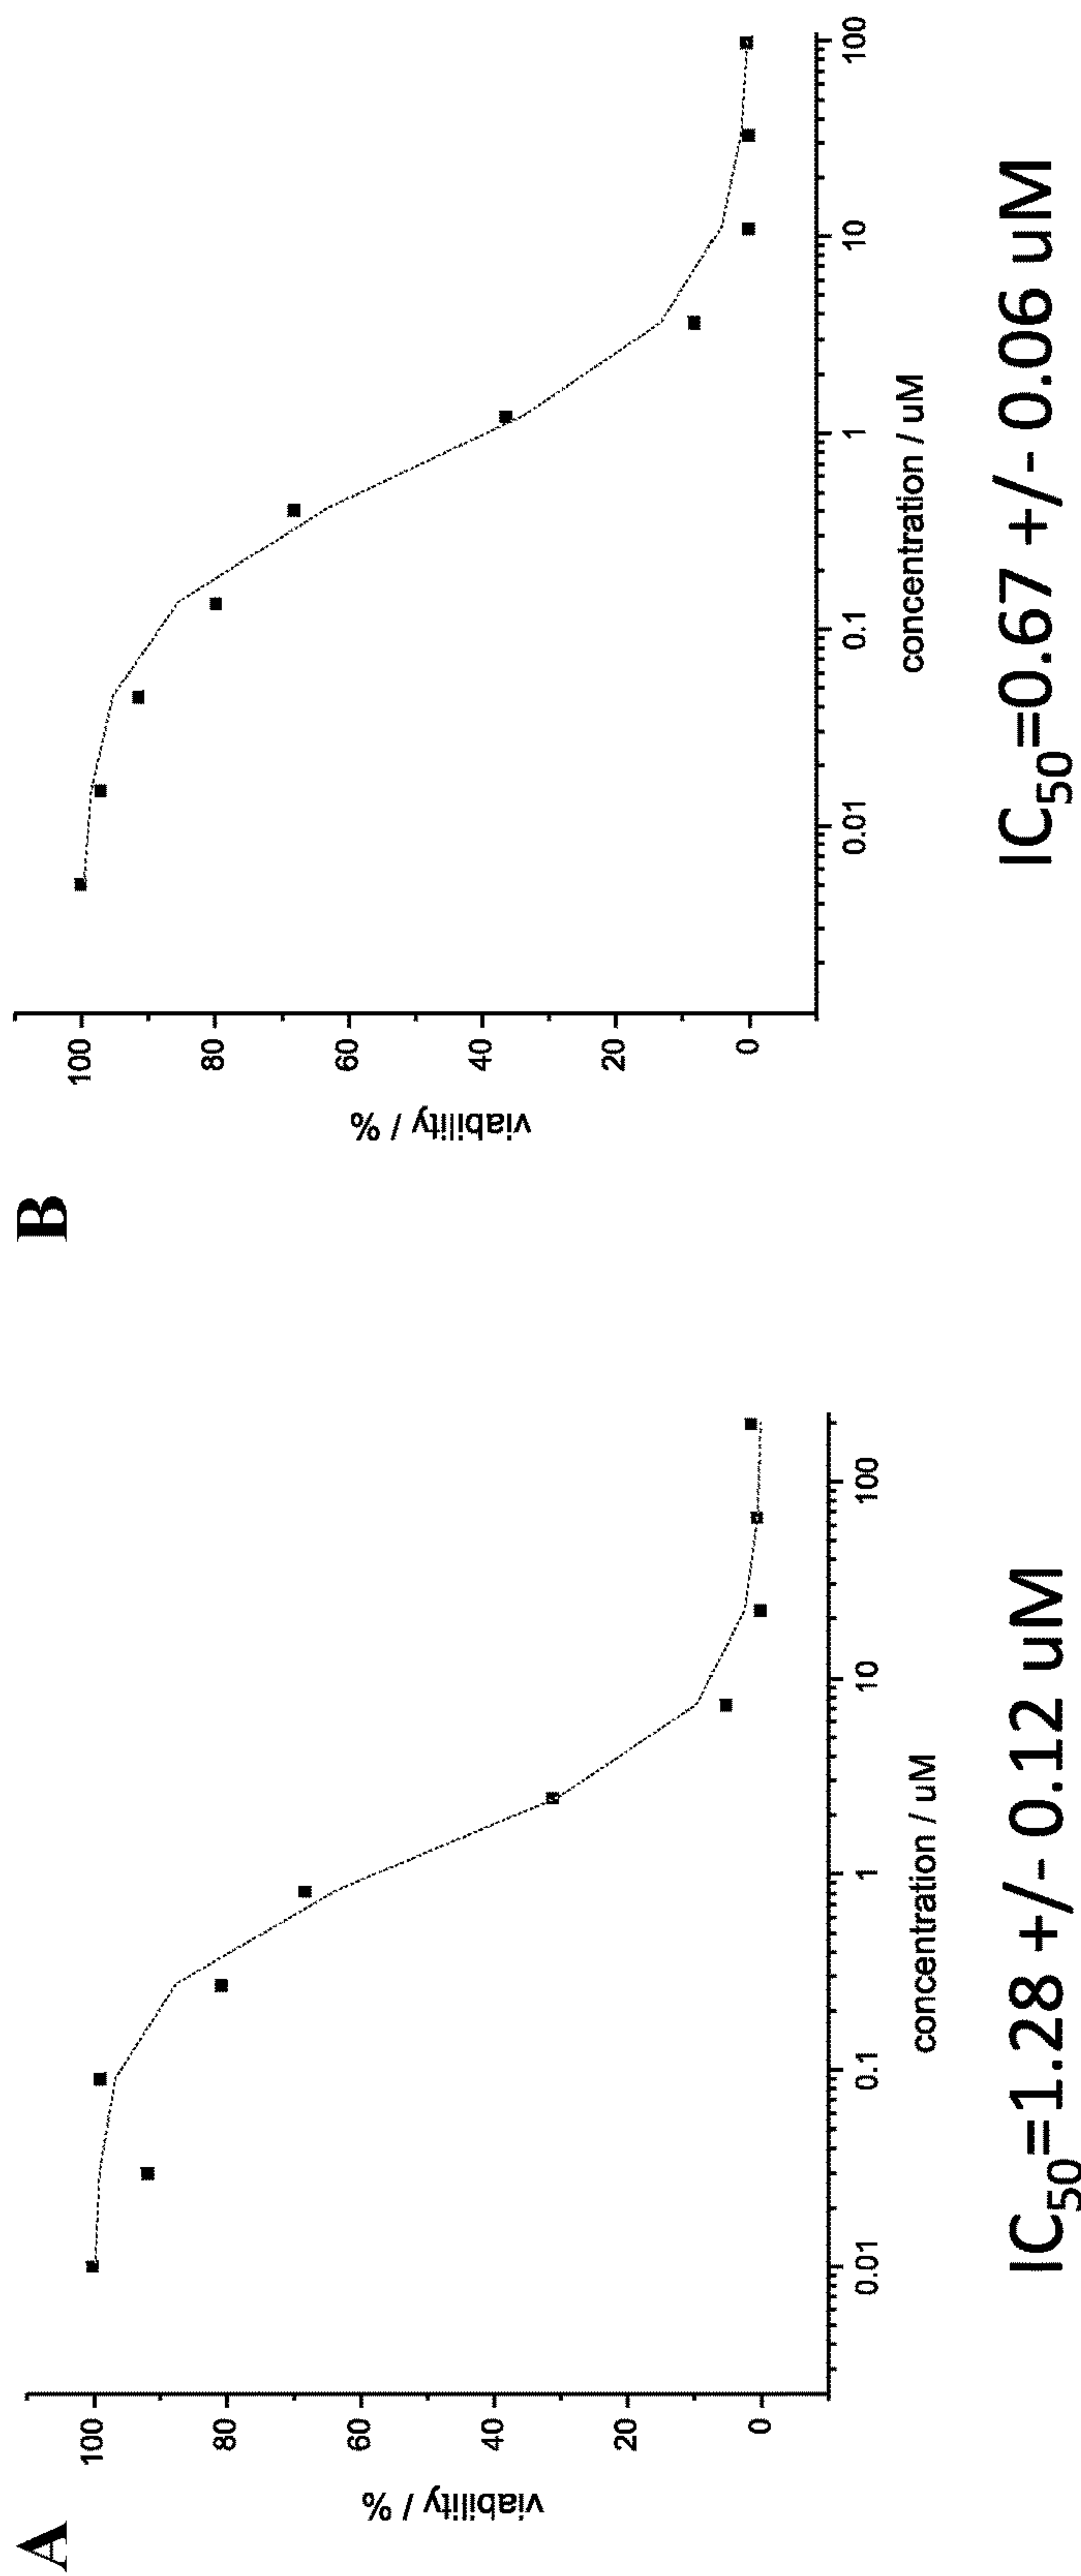 A
viability / %
100
80
60
40
20
0
0.01
0.1
1
10
100
concentration / uM
IC50=1.28 +/- 0.12 uM
B
viability / %
100
80
60
40
20
0
0.01
0.1
1
10
100
concentration / uM
IC50=0.67 +/- 0.06 uM